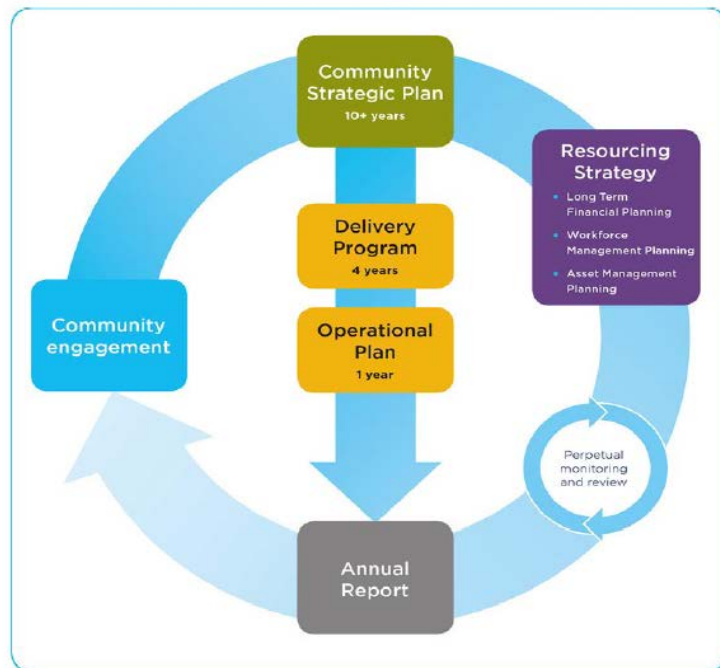 Community
Strategic Plan
10+ years
Resourcing
Strategy
• Long Term
Financial Planning
• Workforce
Management Planning
• Asset Management
Planning
Delivery
Program
4 years
Community
engagement
Operational
Plan
1 year
Perpetual
monitoring
and review
Annual
Report